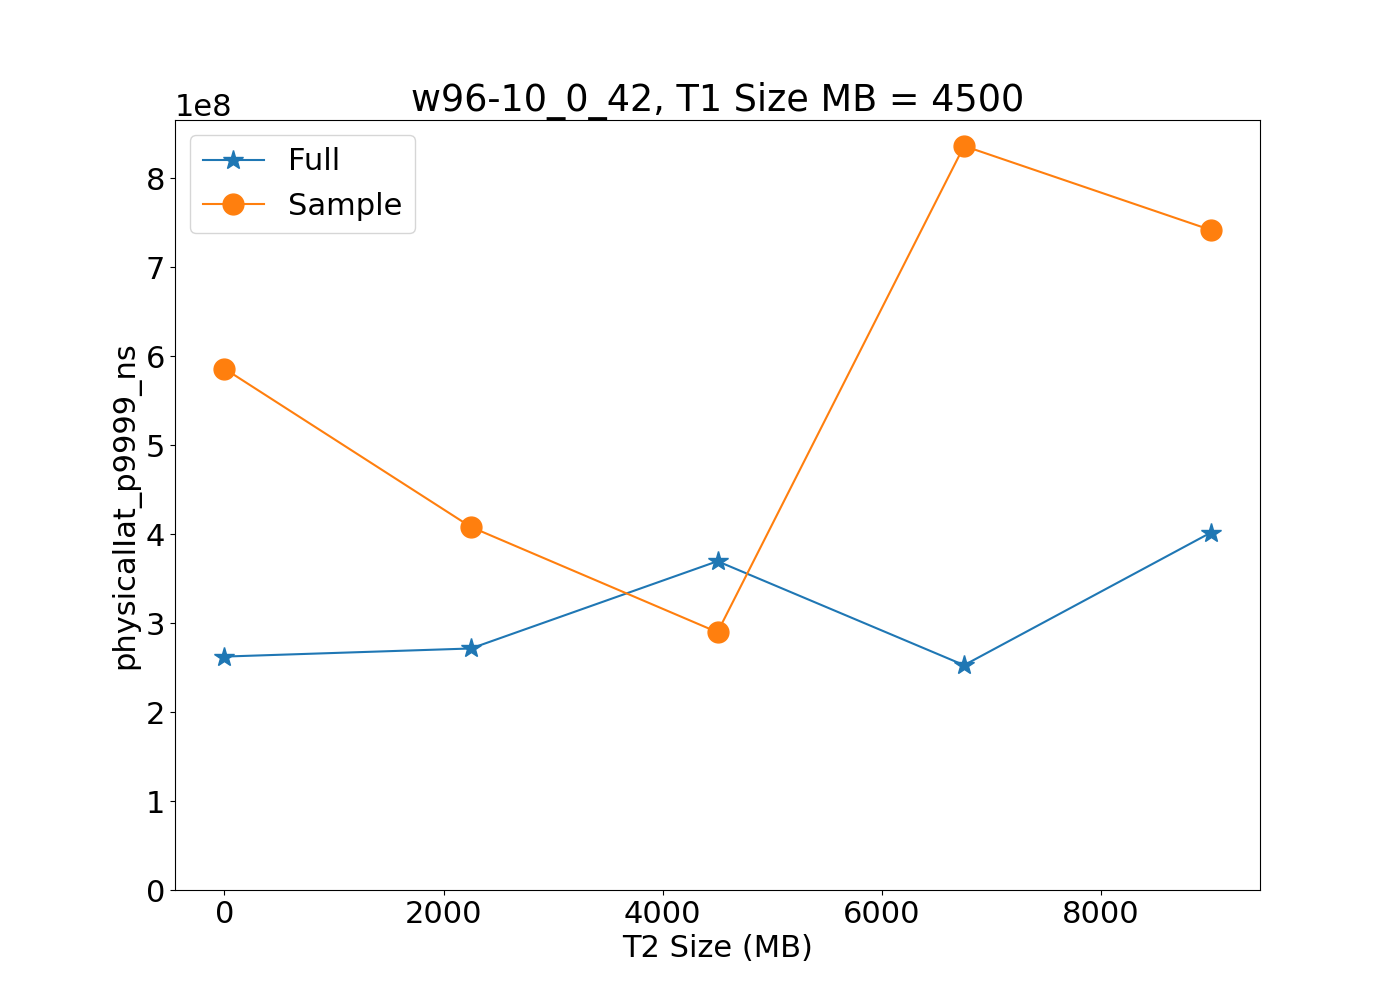 w96-10_0_42, T1 Size MB = 4500
1e8
Full
Sample
8
7
6
5
4
3
2
1
0
physicallat_p9999_ns
0 2000 4000 6000 8000
T2 Size (MB)